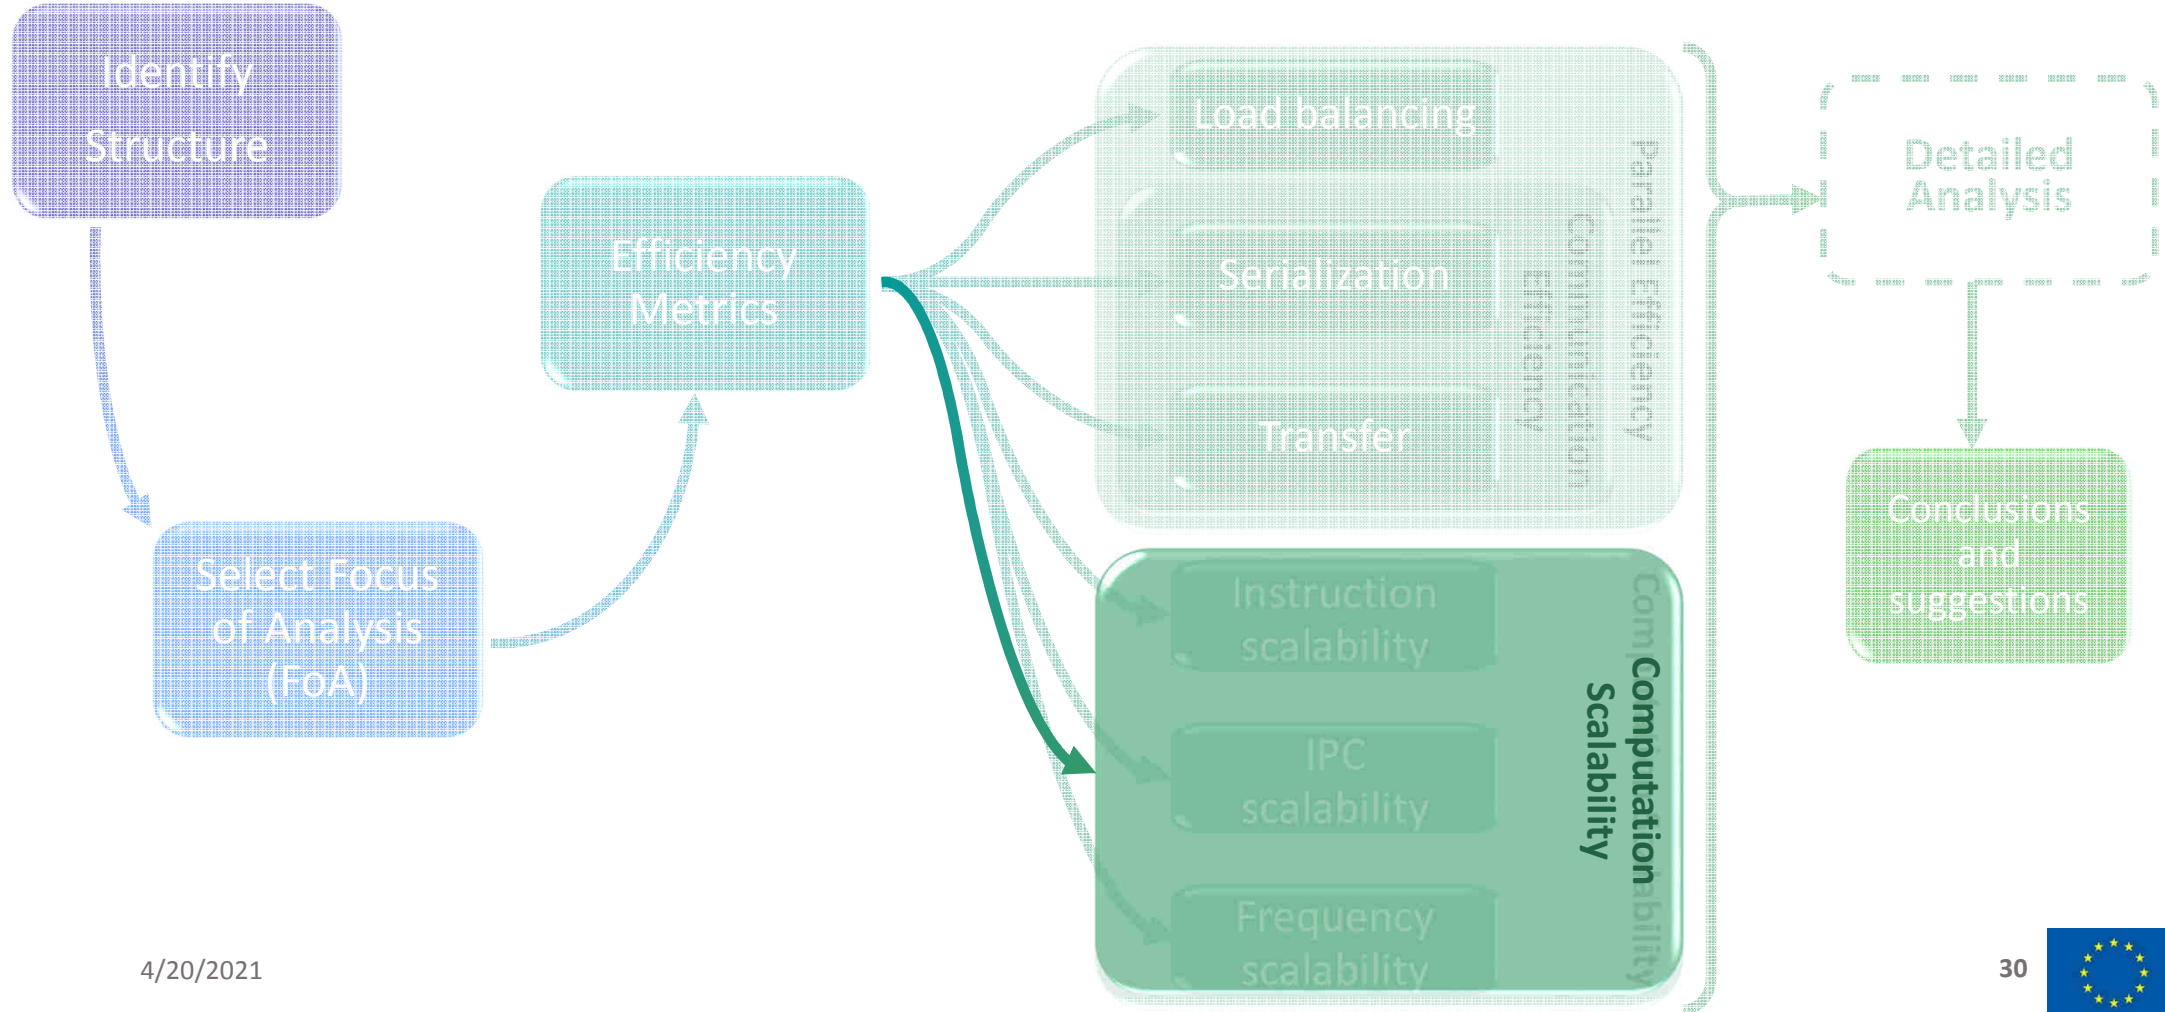 Identify
Structure
Select Focus
of Analysis
(FoA)
Efficiency
Metrics
Load balancing
Serialization
Transfer
Communication
Efficiency
Parallel Efficiency
Instruction
scalability
IPC
scalability
Frequency
scalability
Computation
Scalability
Detailed
Analysis
Conclusions
and
suggestions
4/20/2021
30